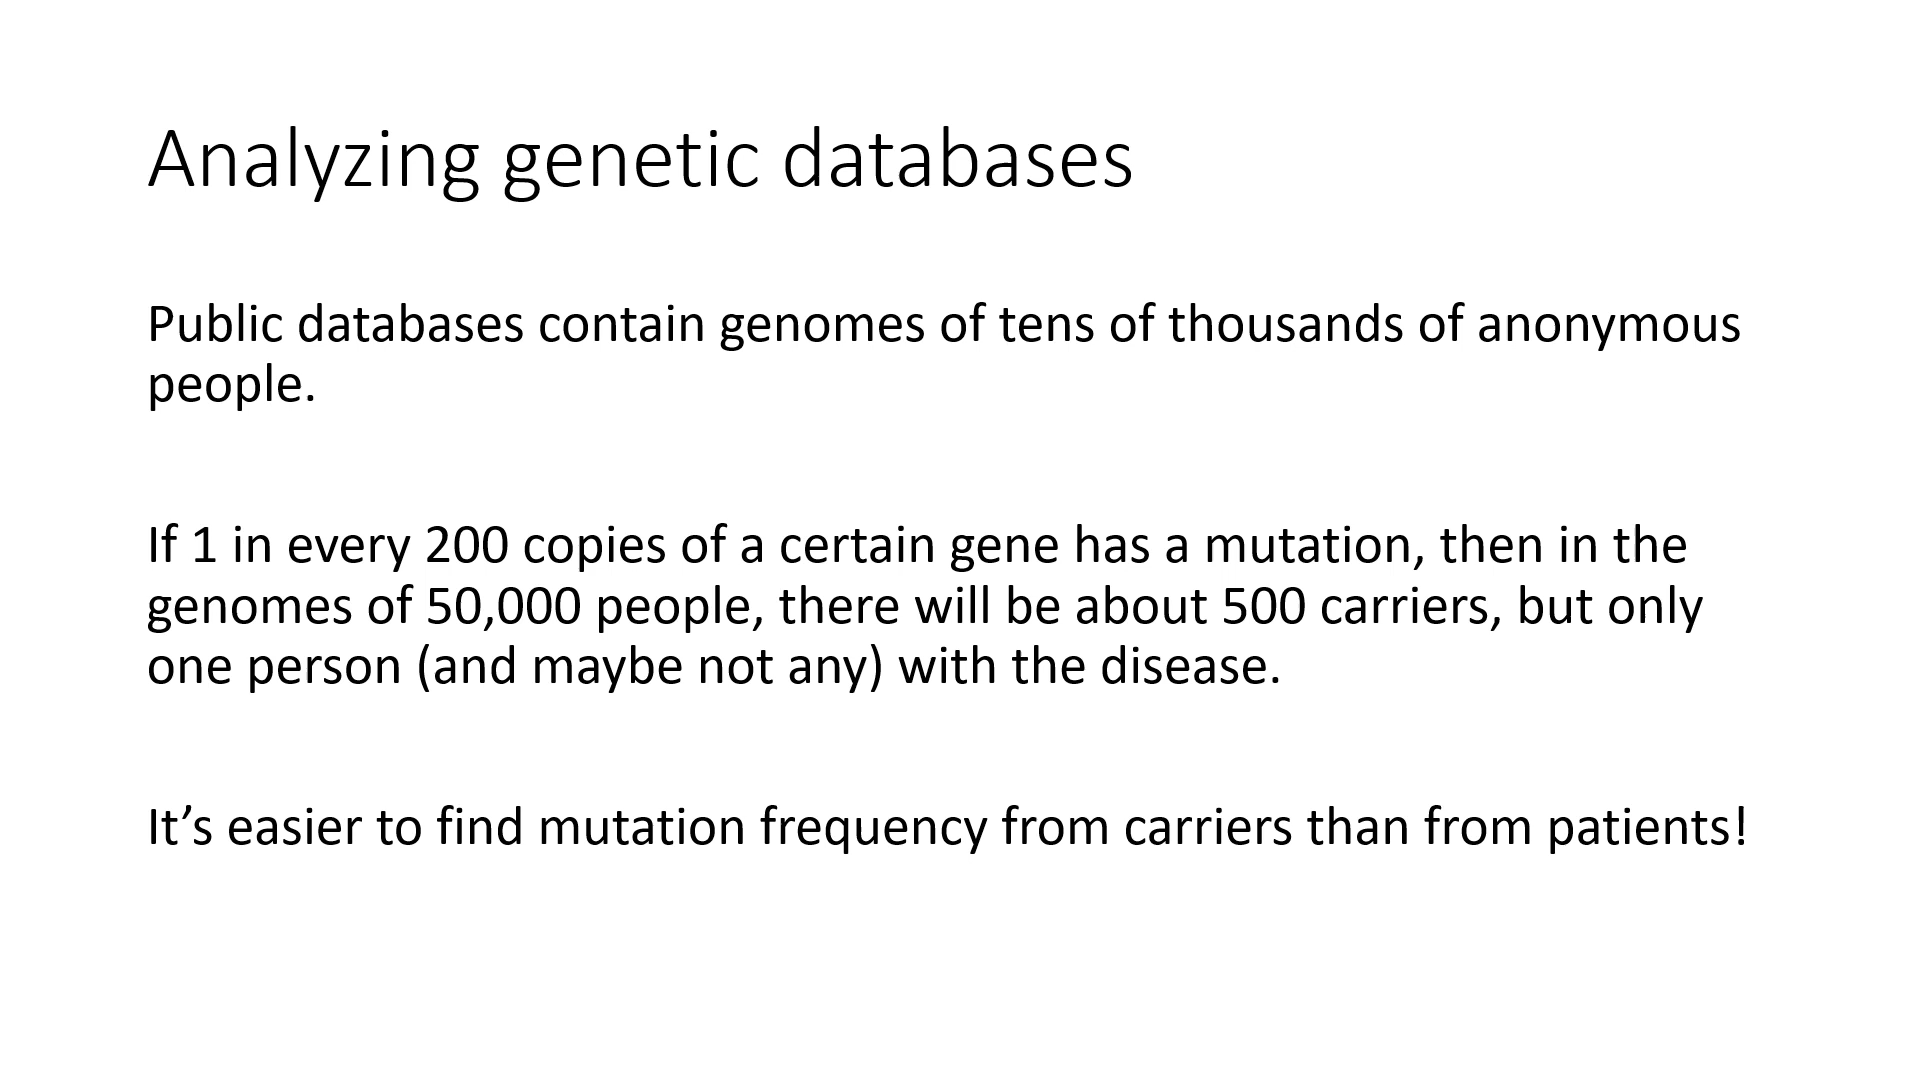 Analyzing genetic databases
Public databases contain genomes of tens of thousands of anonymous
people.
If 1 in every 200 copies of a certain gene has a mutation, then in the
genomes of 50,000 people, there will be about 500 carriers, but only
one person (and maybe not any) with the disease.
It’s easier to find mutation frequency from carriers than from patients!